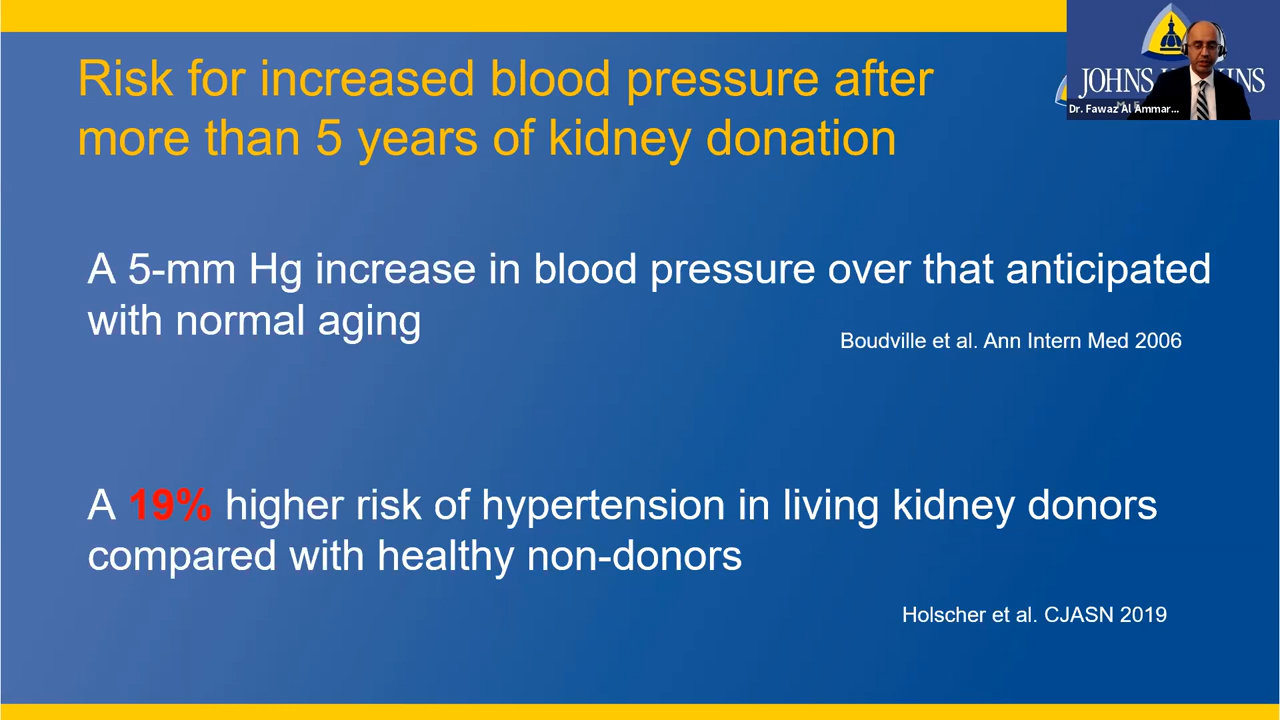 Risk for increased blood pressure after
more than 5 years of kidney donation
JOHNS
Dr. Fawaz Al Ammar...
A 5-mm Hg increase in blood pressure over that anticipated
with normal aging
Boudville et al. Ann Intern Med 2006
A 19% higher risk of hypertension in living kidney donors
compared with healthy non-donors
Holscher et al. CJASN 2019